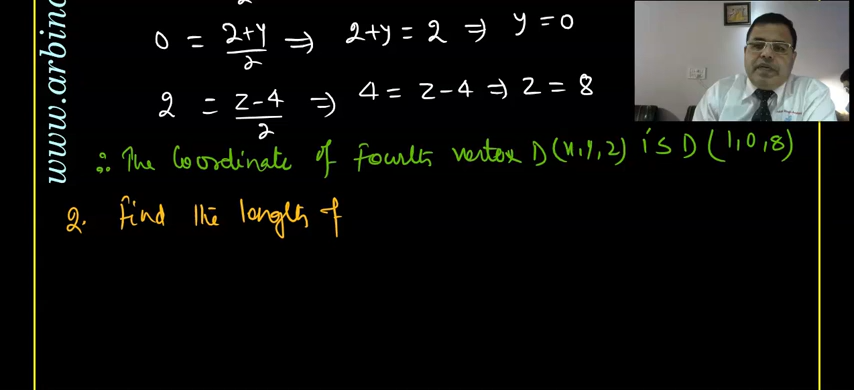 www.arbind
0 = 2+y/2 ⇒ 2+y = 2 ⇒ y = 0
2 = z-4/2 ⇒ 4 = z-4 ⇒ z = 8
∴ The Coordinate of Fourth vertex D(x,y,z) is D (1,0,8)
2. Find the length of